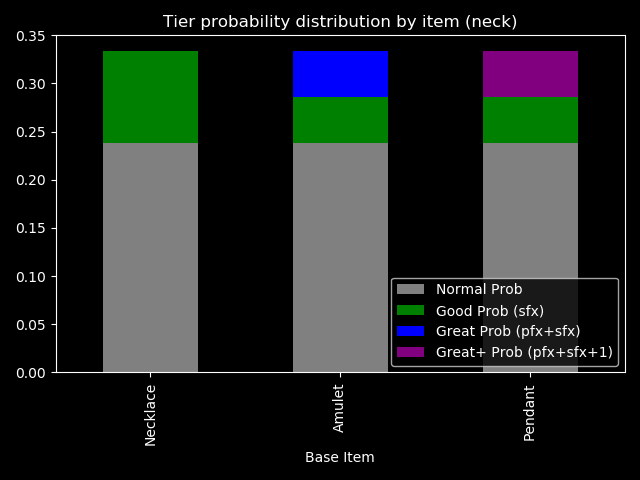 Tier probability distribution by item (neck)
0.35
0.30
0.25
0.20
0.15
0.10
0.05
0.00
Normal Prob
Good Prob (sfx)
Great Prob (pfx+sfx)
Great+ Prob (pfx+sfx+1)
Necklace
Amulet
Pendant
Base Item